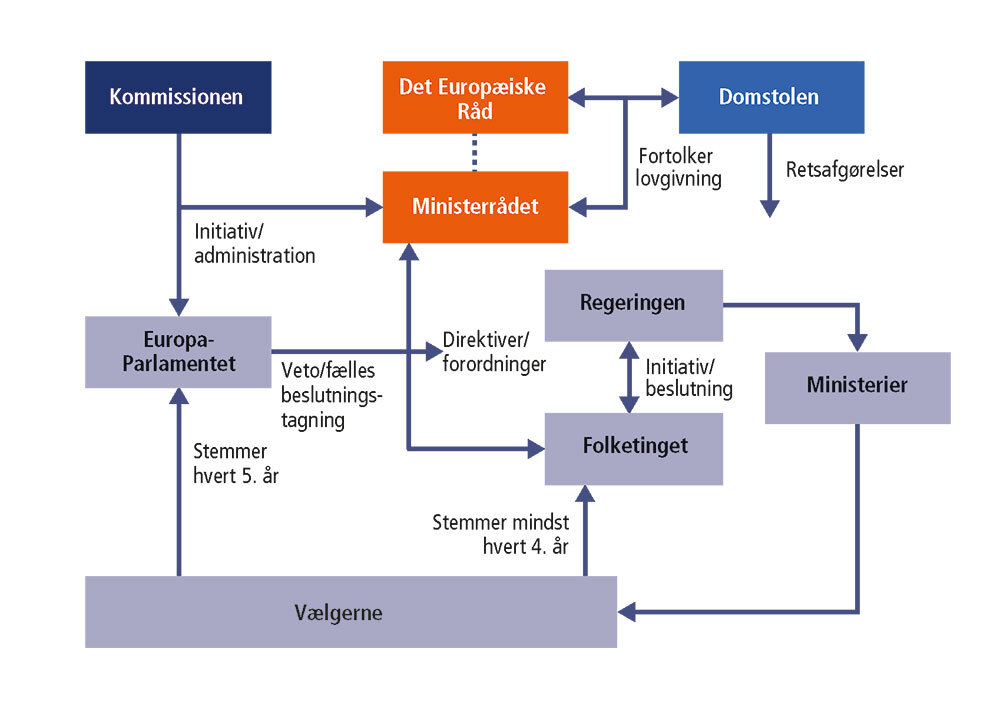 Kommissionen
Det Europæiske
Råd
Domstolen
Fortolker
lovgivning
Retsafgørelser
Ministerrådet
Initiativ/
administration
Regeringen
Europa-
Parlamentet
Direktiver/
forordninger
Veto/fælles
beslutnings-
tagning
Initiativ/
beslutning
Ministerier
Folketinget
Stemmer
hvert 5. år
Stemmer mindst
hvert 4. år
Vælgerne